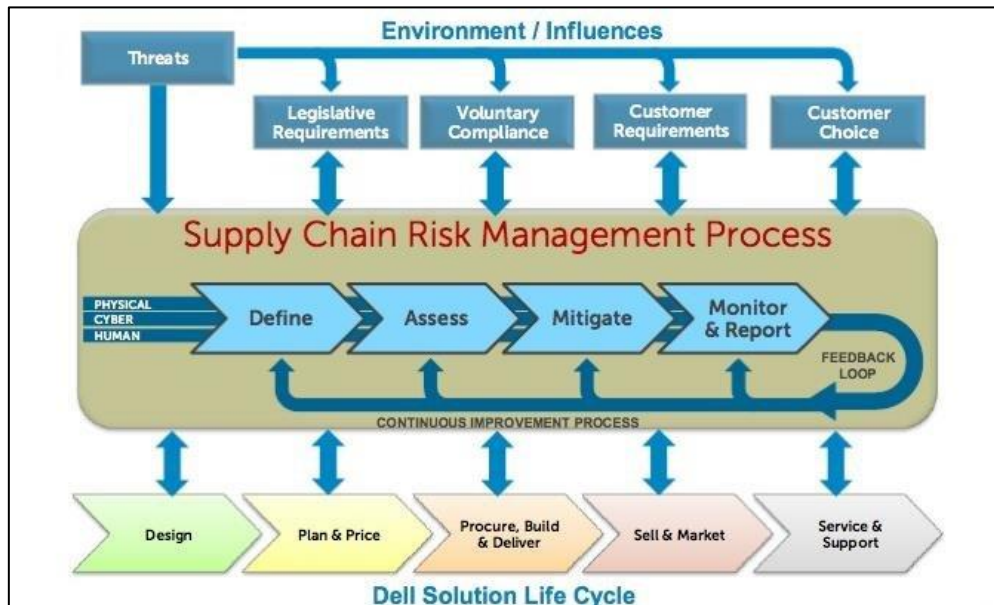 Environment / Influences
Threats
Legislative
Requirements
Voluntary
Compliance
Customer
Requirements
Customer
Choice
Supply Chain Risk Management Process
PHYSICAL
CYBER
HUMAN
Define
Assess
Mitigate
Monitor
& Report
FEEDBACK
LOOP
CONTINUOUS IMPROVEMENT PROCESS
Design
Plan & Price
Procure, Build
& Deliver
Sell & Market
Service &
Support
Dell Solution Life Cycle